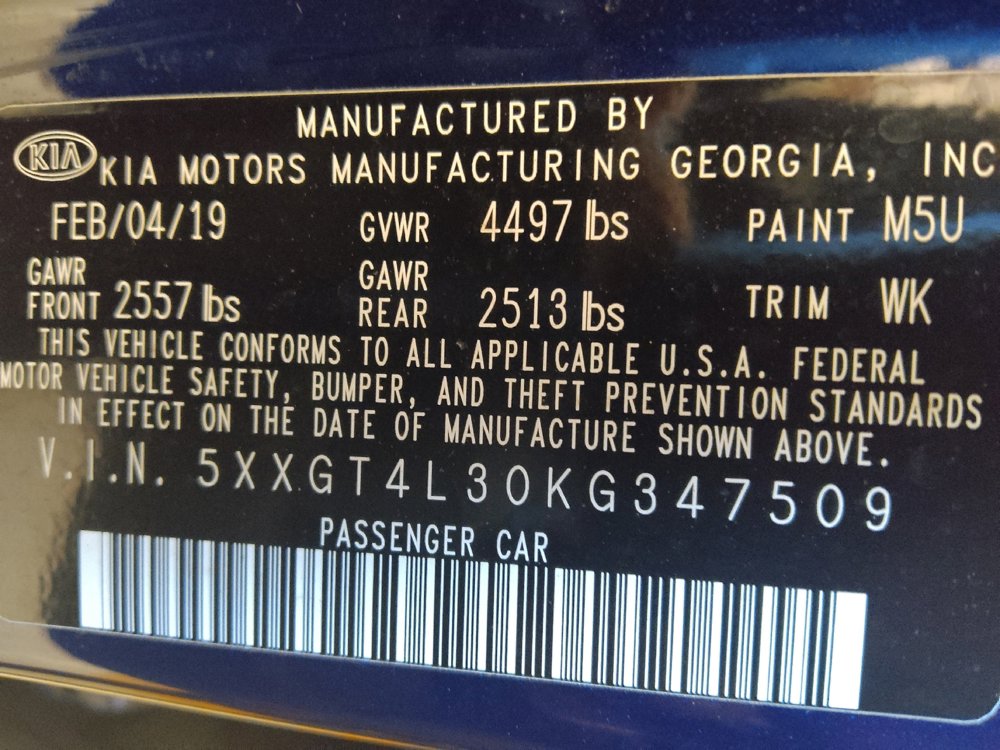 MANUFACTURED BY
KIA KIA MOTORS MANUFACTURING GEORGIA, INC
FEB/04/19 GVWR 4497 lbs PAINT M5U
GAWR FRONT 2557 lbs GAWR REAR 2513 lbs TRIM WK
THIS VEHICLE CONFORMS TO ALL APPLICABLE U.S.A. FEDERAL
MOTOR VEHICLE SAFETY, BUMPER, AND THEFT PREVENTION STANDARDS
IN EFFECT ON THE DATE OF MANUFACTURE SHOWN ABOVE.
V.I.N. 5XXGT4L30KG347509
PASSENGER CAR